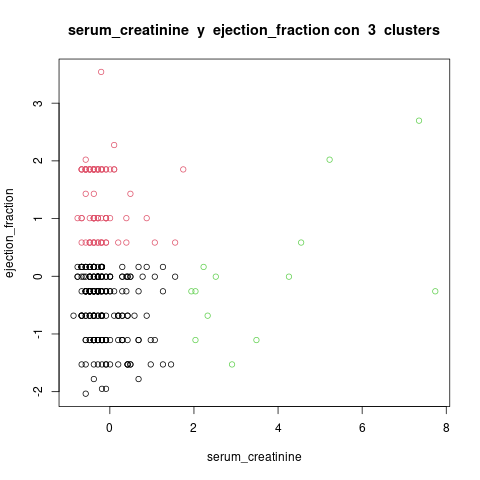 serum_creatinine  y  ejection_fraction con  3  clusters
ejection_fraction
3
2
1
0
-1
-2
0 2 4 6 8
serum_creatinine